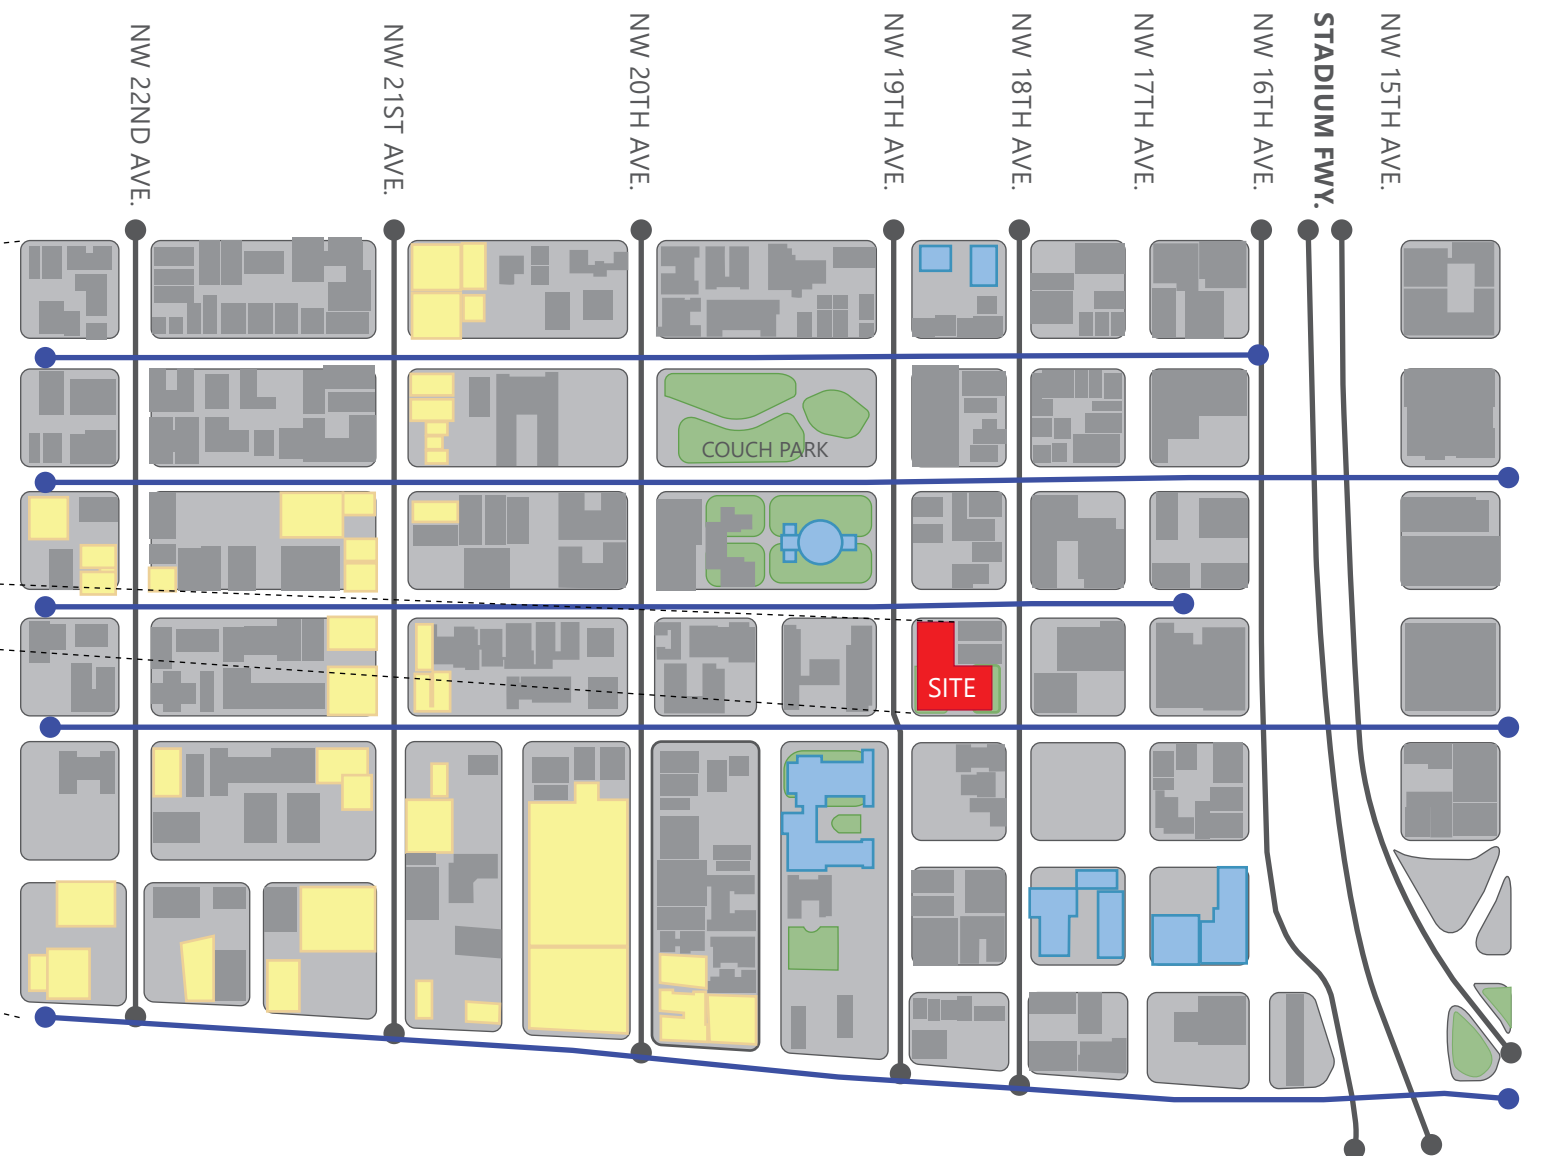 NW 22ND AVE.
NW 21ST AVE.
NW 20TH AVE.
NW 19TH AVE.
NW 18TH AVE.
NW 17TH AVE.
NW 16TH AVE.
STADIUM FWY.
NW 15TH AVE.
COUCH PARK
SITE